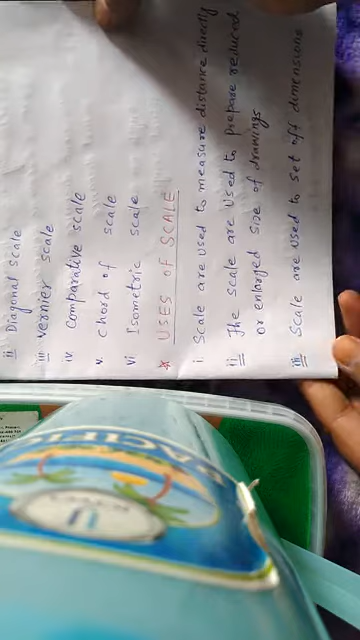 ii Diagonal scale
iii Vernier scale
iv comparative scale
v. chord of scale
vi Isometric scale
* USES OF SCALE
i Scale are used to measure distance directly
ii The scale are used to prepare reduced
or enlarged size of drawings
iii Scale are used to set off dimensions
PACIFIC